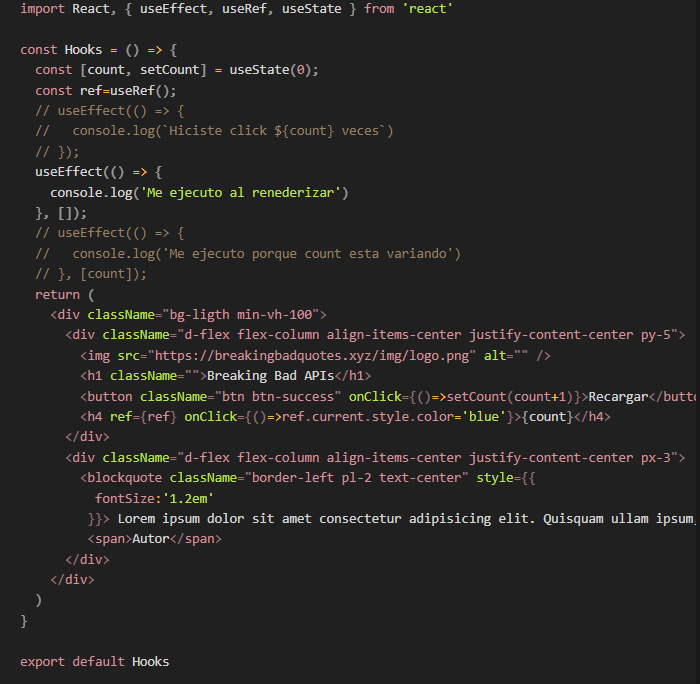 import React, { useEffect, useRef, useState } from 'react'
const Hooks = () => {
const [count, setCount] = useState(0);
const ref=useRef();
// useEffect(() => {
//   console.log(`Hiciste click ${count} veces`)
// });
useEffect(() => {
console.log('Me ejecuto al renederizar')
}, []);
// useEffect(() => {
//   console.log('Me ejecuto porque count esta variando')
// }, [count]);
return (
<div className="bg-ligth min-vh-100">
<div className="d-flex flex-column align-items-center justify-content-center py-5">
<img src="https://breakingbadquotes.xyz/img/logo.png" alt="" />
<h1 className="">Breaking Bad APIs</h1>
<button className="btn btn-success" onClick={()=>setCount(count+1)}>Recargar</butto
<h4 ref={ref} onClick={()=>ref.current.style.color='blue'}>{count}</h4>
</div>
<div className="d-flex flex-column align-items-center justify-content-center px-3">
<blockquote className="border-left pl-2 text-center" style={{
fontSize:'1.2em'
}}> Lorem ipsum dolor sit amet consectetur adipisicing elit. Quisquam ullam ipsum,
<span>Autor</span>
</div>
</div>
)
}
export default Hooks